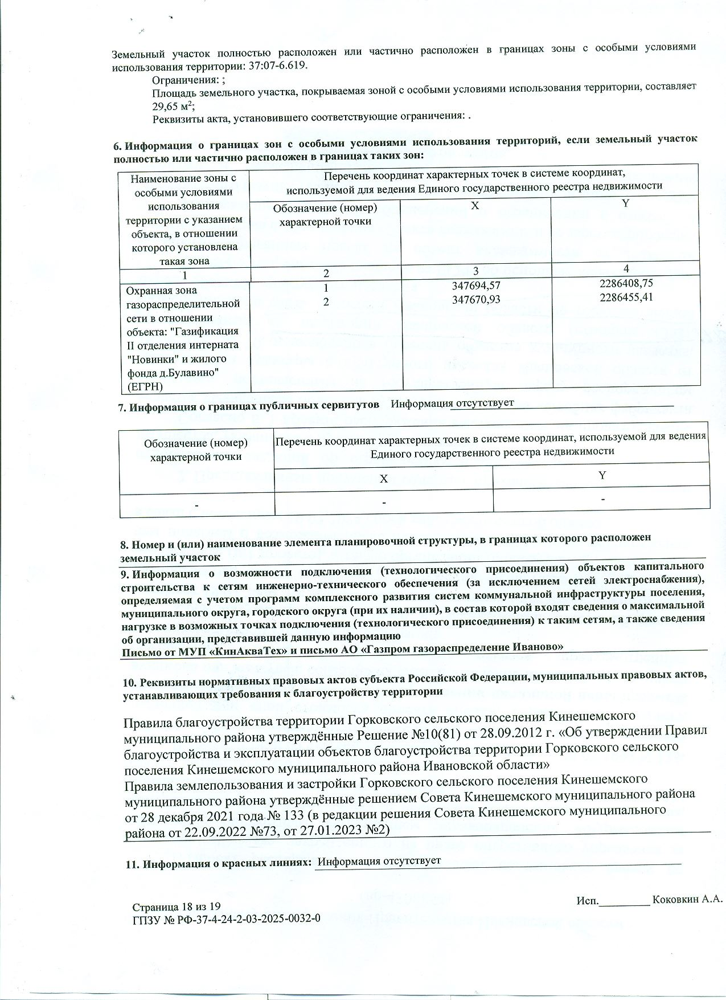 Земельный участок полностью расположен или частично расположен в границах зоны с особыми условиями
использования территории: 37:07-6.619.
Ограничения: ;
Площадь земельного участка, покрываемая зоной с особыми условиями использования территории, составляет
29,65 м²;
Реквизиты акта, установившего соответствующие ограничения: .
6. Информация о границах зон с особыми условиями использования территорий, если земельный участок
полностью или частично расположен в границах таких зон:
Наименование зоны с
особыми условиями
использования
территории с указанием
объекта, в отношении
которого установлена
такая зона
Перечень координат характерных точек в системе координат,
используемой для ведения Единого государственного реестра недвижимости
Обозначение (номер)
характерной точки
X
Y
1
2
3
4
Охранная зона
газораспределительной
сети в отношении
объекта: "Газификация
II отделения интерната
"Новинки" и жилого
фонда д.Булавино"
(ЕГРН)
1
2
347694,57
347670,93
2286408,75
2286455,41
7. Информация о границах публичных сервитутов Информация отсутствует
Обозначение (номер)
характерной точки
Перечень координат характерных точек в системе координат, используемой для ведения
Единого государственного реестра недвижимости
X
Y
-
-
-
8. Номер и (или) наименование элемента планировочной структуры, в границах которого расположен
земельный участок
9. Информация о возможности подключения (технологического присоединения) объектов капитального
строительства к сетям инженерно-технического обеспечения (за исключением сетей электроснабжения),
определяемая с учетом программ комплексного развития систем коммунальной инфраструктуры поселения,
муниципального округа, городского округа (при их наличии), в состав которой входят сведения о максимальной
нагрузке в возможных точках подключения (технологического присоединения) к таким сетям, а также сведения
об организации, представившей данную информацию
Письмо от МУП «КинАкваТех» и письмо АО «Газпром газораспределение Иваново»
10. Реквизиты нормативных правовых актов субъекта Российской Федерации, муниципальных правовых актов,
устанавливающих требования к благоустройству территории
Правила благоустройства территории Горковского сельского поселения Кинешемского
муниципального района утверждённые Решение №10(81) от 28.09.2012 г. «Об утверждении Правил
благоустройства и эксплуатации объектов благоустройства территории Горковского сельского
поселения Кинешемского муниципального района Ивановской области»
Правила землепользования и застройки Горковского сельского поселения Кинешемского
муниципального района утверждённые решением Совета Кинешемского муниципального района
от 28 декабря 2021 года № 133 (в редакции решения Совета Кинешемского муниципального
района от 22.09.2022 №73, от 27.01.2023 №2)
11. Информация о красных линиях: Информация отсутствует
Страница 18 из 19
ГПЗУ № РФ-37-4-24-2-03-2025-0032-0
Исп._________ Коковкин А.А.